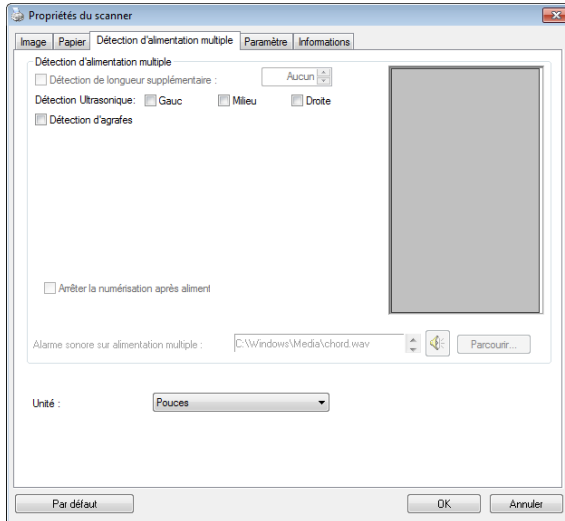 Propriétés du scanner
Image Papier Détection d'alimentation multiple Paramètre Informations
Détection d'alimentation multiple
Détection de longueur supplémentaire : Aucun
Détection Ultrasonique: Gauc Milieu Droite
Détection d'agrafes
Arrêter la numérisation après aliment
Alarme sonore sur alimentation multiple : C:\Windows\Media\chord.wav Parcourir...
Unité : Pouces
Par défaut OK Annuler